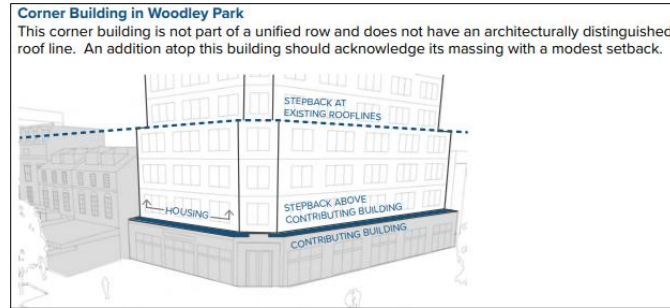 Corner Building in Woodley Park
This corner building is not part of a unified row and does not have an architecturally distinguished
roof line. An addition atop this building should acknowledge its massing with a modest setback.
STEPBACK AT
EXISTING ROOFLINES
HOUSING
STEPBACK ABOVE
CONTRIBUTING BUILDING
CONTRIBUTING BUILDING